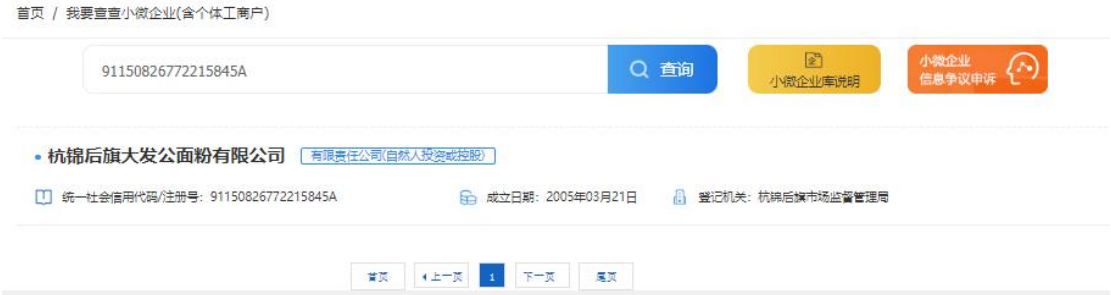 首页 / 我要查查小微企业(含个体工商户)
91150826772215845A
查询
小微企业库说明
小微企业
信息争议申诉
杭锦后旗大发公面粉有限公司 有限责任公司(自然人投资或控股)
统一社会信用代码/注册号：91150826772215845A 成立日期：2005年03月21日 登记机关：杭锦后旗市场监督管理局
首页 上一页 1 下一页 尾页